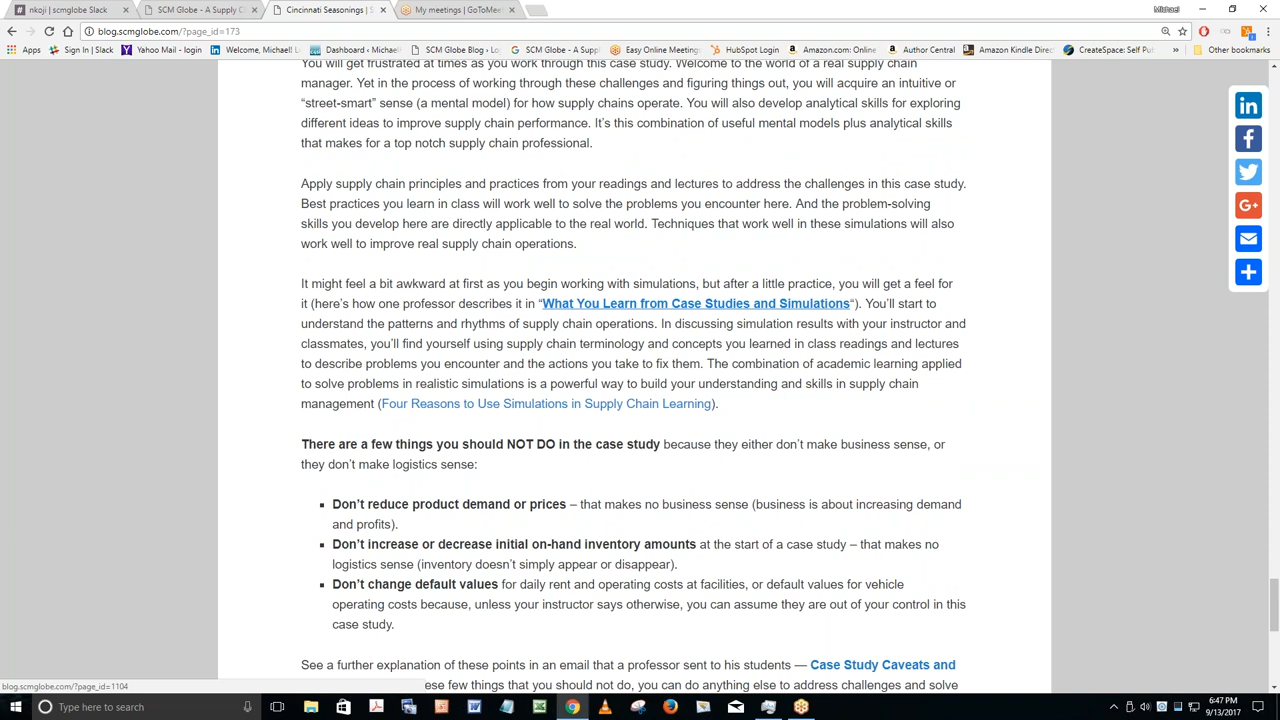 nkoji | scmglobe Slack
SCM Globe - A Supply C
Cincinnati Seasonings | S
My meetings | GoToMee
Michael
blog.scmglobe.com/?page_id=173
Apps
Sign In | Slack
Yahoo Mail - login
Welcome, Michael! L
Dashboard ‹ Michael
SCM Globe Blog ‹ Lo
SCM Globe - A Supp
Easy Online Meeting
HubSpot Login
Amazon.com: Online
Author Central
Amazon Kindle Direc
CreateSpace: Self Pu
»
Other bookmarks
You will get frustrated at times as you work through this case study. Welcome to the world of a real supply chain
manager. Yet in the process of working through these challenges and figuring things out, you will acquire an intuitive or
“street-smart” sense (a mental model) for how supply chains operate. You will also develop analytical skills for exploring
different ideas to improve supply chain performance. It’s this combination of useful mental models plus analytical skills
that makes for a top notch supply chain professional.
Apply supply chain principles and practices from your readings and lectures to address the challenges in this case study.
Best practices you learn in class will work well to solve the problems you encounter here. And the problem-solving
skills you develop here are directly applicable to the real world. Techniques that work well in these simulations will also
work well to improve real supply chain operations.
It might feel a bit awkward at first as you begin working with simulations, but after a little practice, you will get a feel for
it (here’s how one professor describes it in “What You Learn from Case Studies and Simulations“). You’ll start to
understand the patterns and rhythms of supply chain operations. In discussing simulation results with your instructor and
classmates, you’ll find yourself using supply chain terminology and concepts you learned in class readings and lectures
to describe problems you encounter and the actions you take to fix them. The combination of academic learning applied
to solve problems in realistic simulations is a powerful way to build your understanding and skills in supply chain
management (Four Reasons to Use Simulations in Supply Chain Learning).
There are a few things you should NOT DO in the case study because they either don’t make business sense, or
they don’t make logistics sense:
▪ Don’t reduce product demand or prices – that makes no business sense (business is about increasing demand
and profits).
▪ Don’t increase or decrease initial on-hand inventory amounts at the start of a case study – that makes no
logistics sense (inventory doesn’t simply appear or disappear).
▪ Don’t change default values for daily rent and operating costs at facilities, or default values for vehicle
operating costs because, unless your instructor says otherwise, you can assume they are out of your control in this
case study.
See a further explanation of these points in an email that a professor sent to his students — Case Study Caveats and
blog.scmglobe.com/?page_id=1104
ese few things that you should not do, you can do anything else to address challenges and solve
Type here to search
6:47 PM
9/13/2017